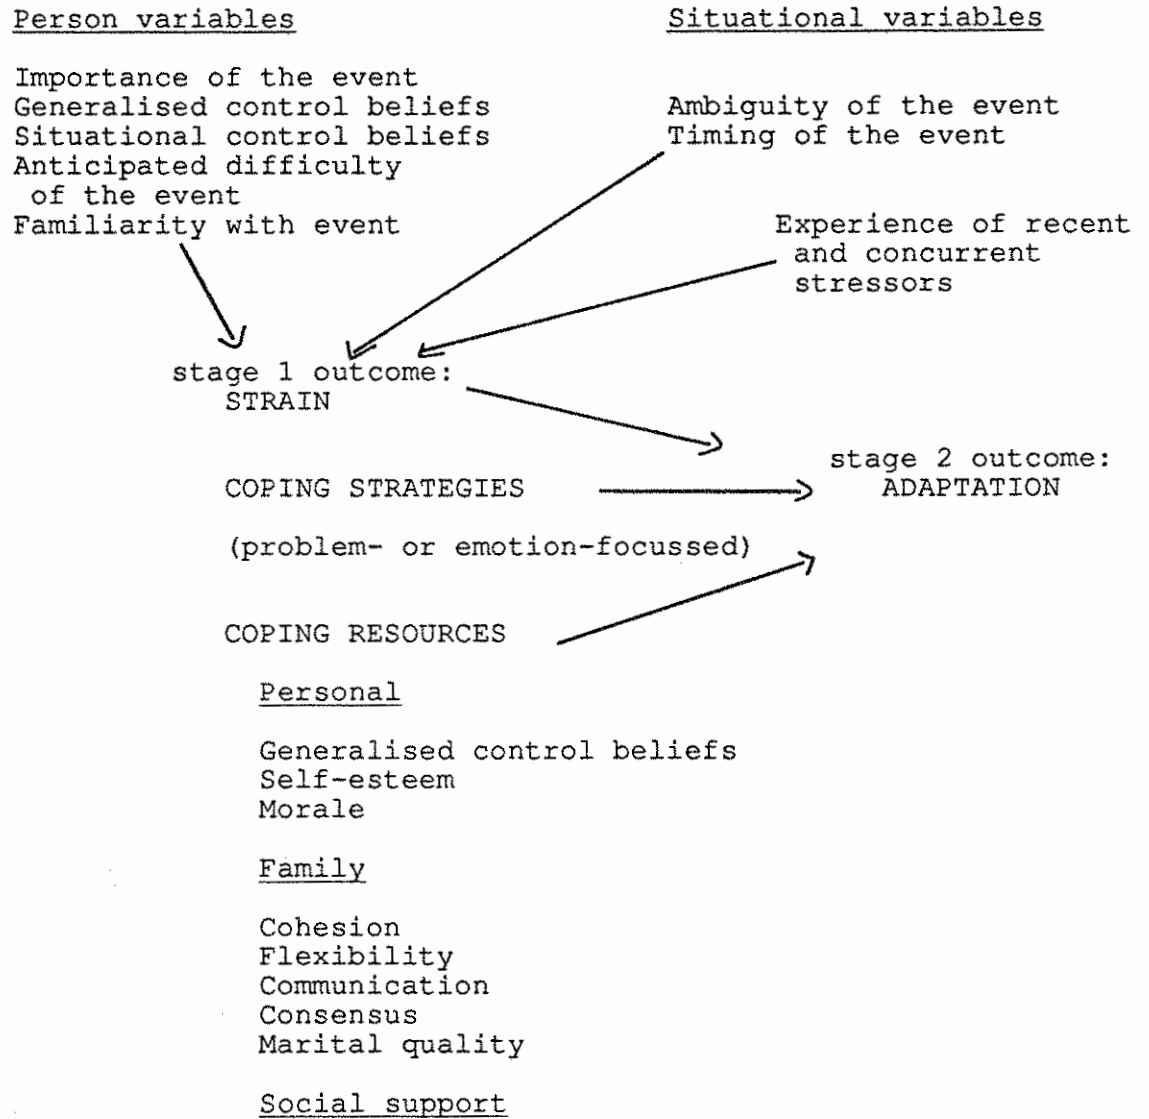 Person variables
Situational variables
Importance of the event
Generalised control beliefs
Situational control beliefs
Anticipated difficulty
of the event
Familiarity with event
Ambiguity of the event
Timing of the event
Experience of recent
and concurrent
stressors
stage 1 outcome:
STRAIN
stage 2 outcome:
ADAPTATION
COPING STRATEGIES
(problem- or emotion-focussed)
COPING RESOURCES
Personal
Generalised control beliefs
Self-esteem
Morale
Family
Cohesion
Flexibility
Communication
Consensus
Marital quality
Social support